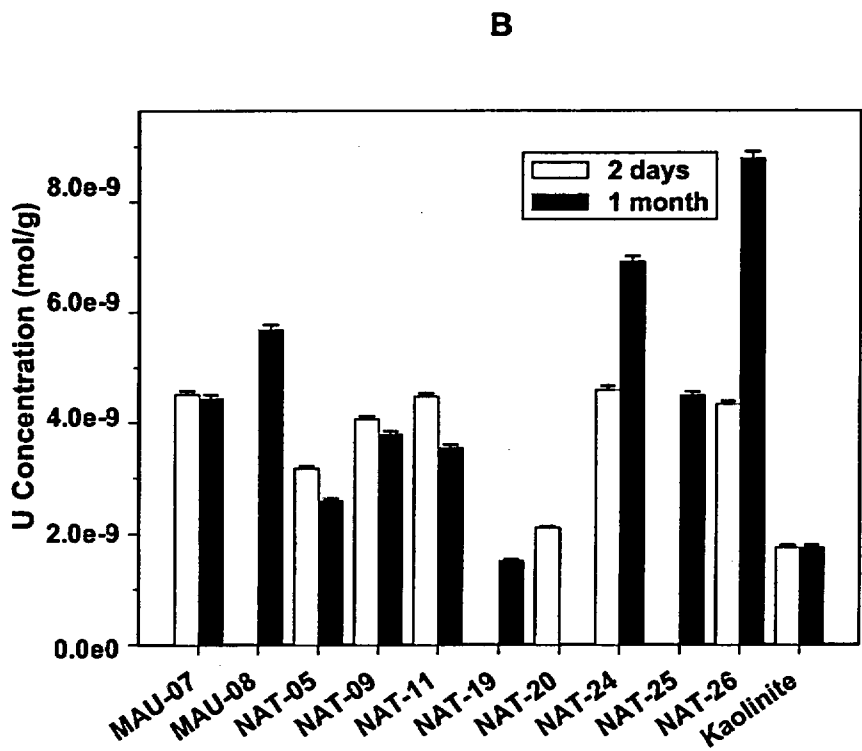 B
U Concentration (mol/g)
8.0e-9
6.0e-9
4.0e-9
2.0e-9
0.0e0
2 days
1 month
MAU-07
MAU-08
NAT-05
NAT-09
NAT-11
NAT-19
NAT-20
NAT-24
NAT-25
NAT-26
Kaolinite